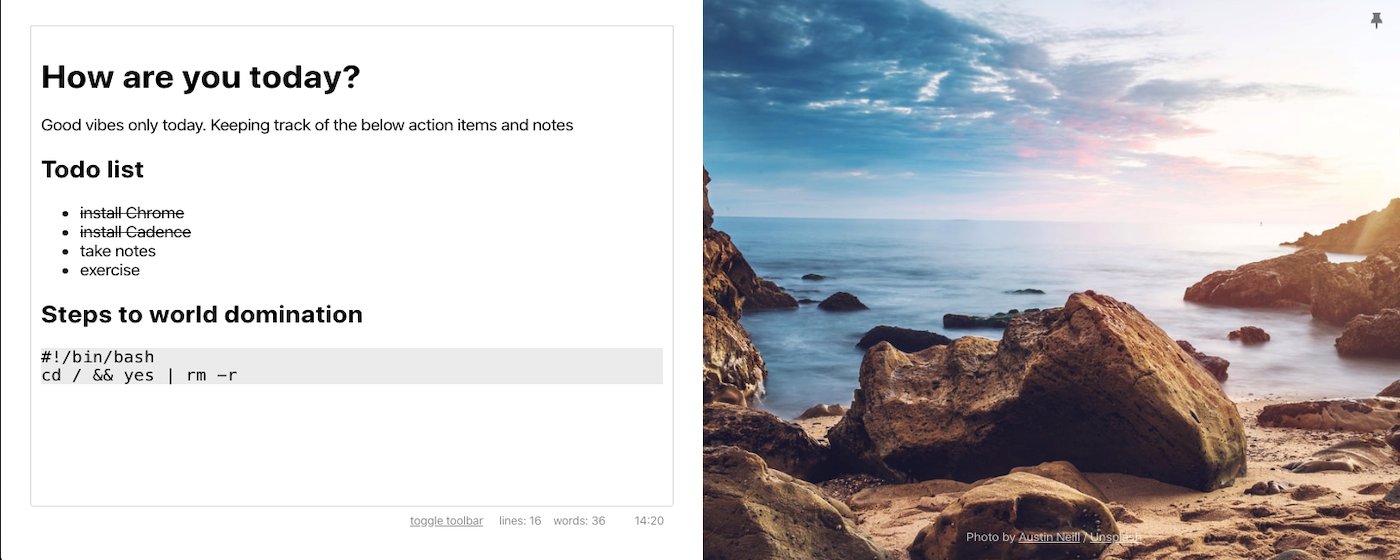 How are you today?
Good vibes only today. Keeping track of the below action items and notes
Todo list
install Chrome
install Cadence
take notes
exercise
Steps to world domination
#!/bin/bash
cd / && yes | rm -r
toggle toolbar lines: 16 words: 36 14:20
Photo by Austin Neill / Unsplash